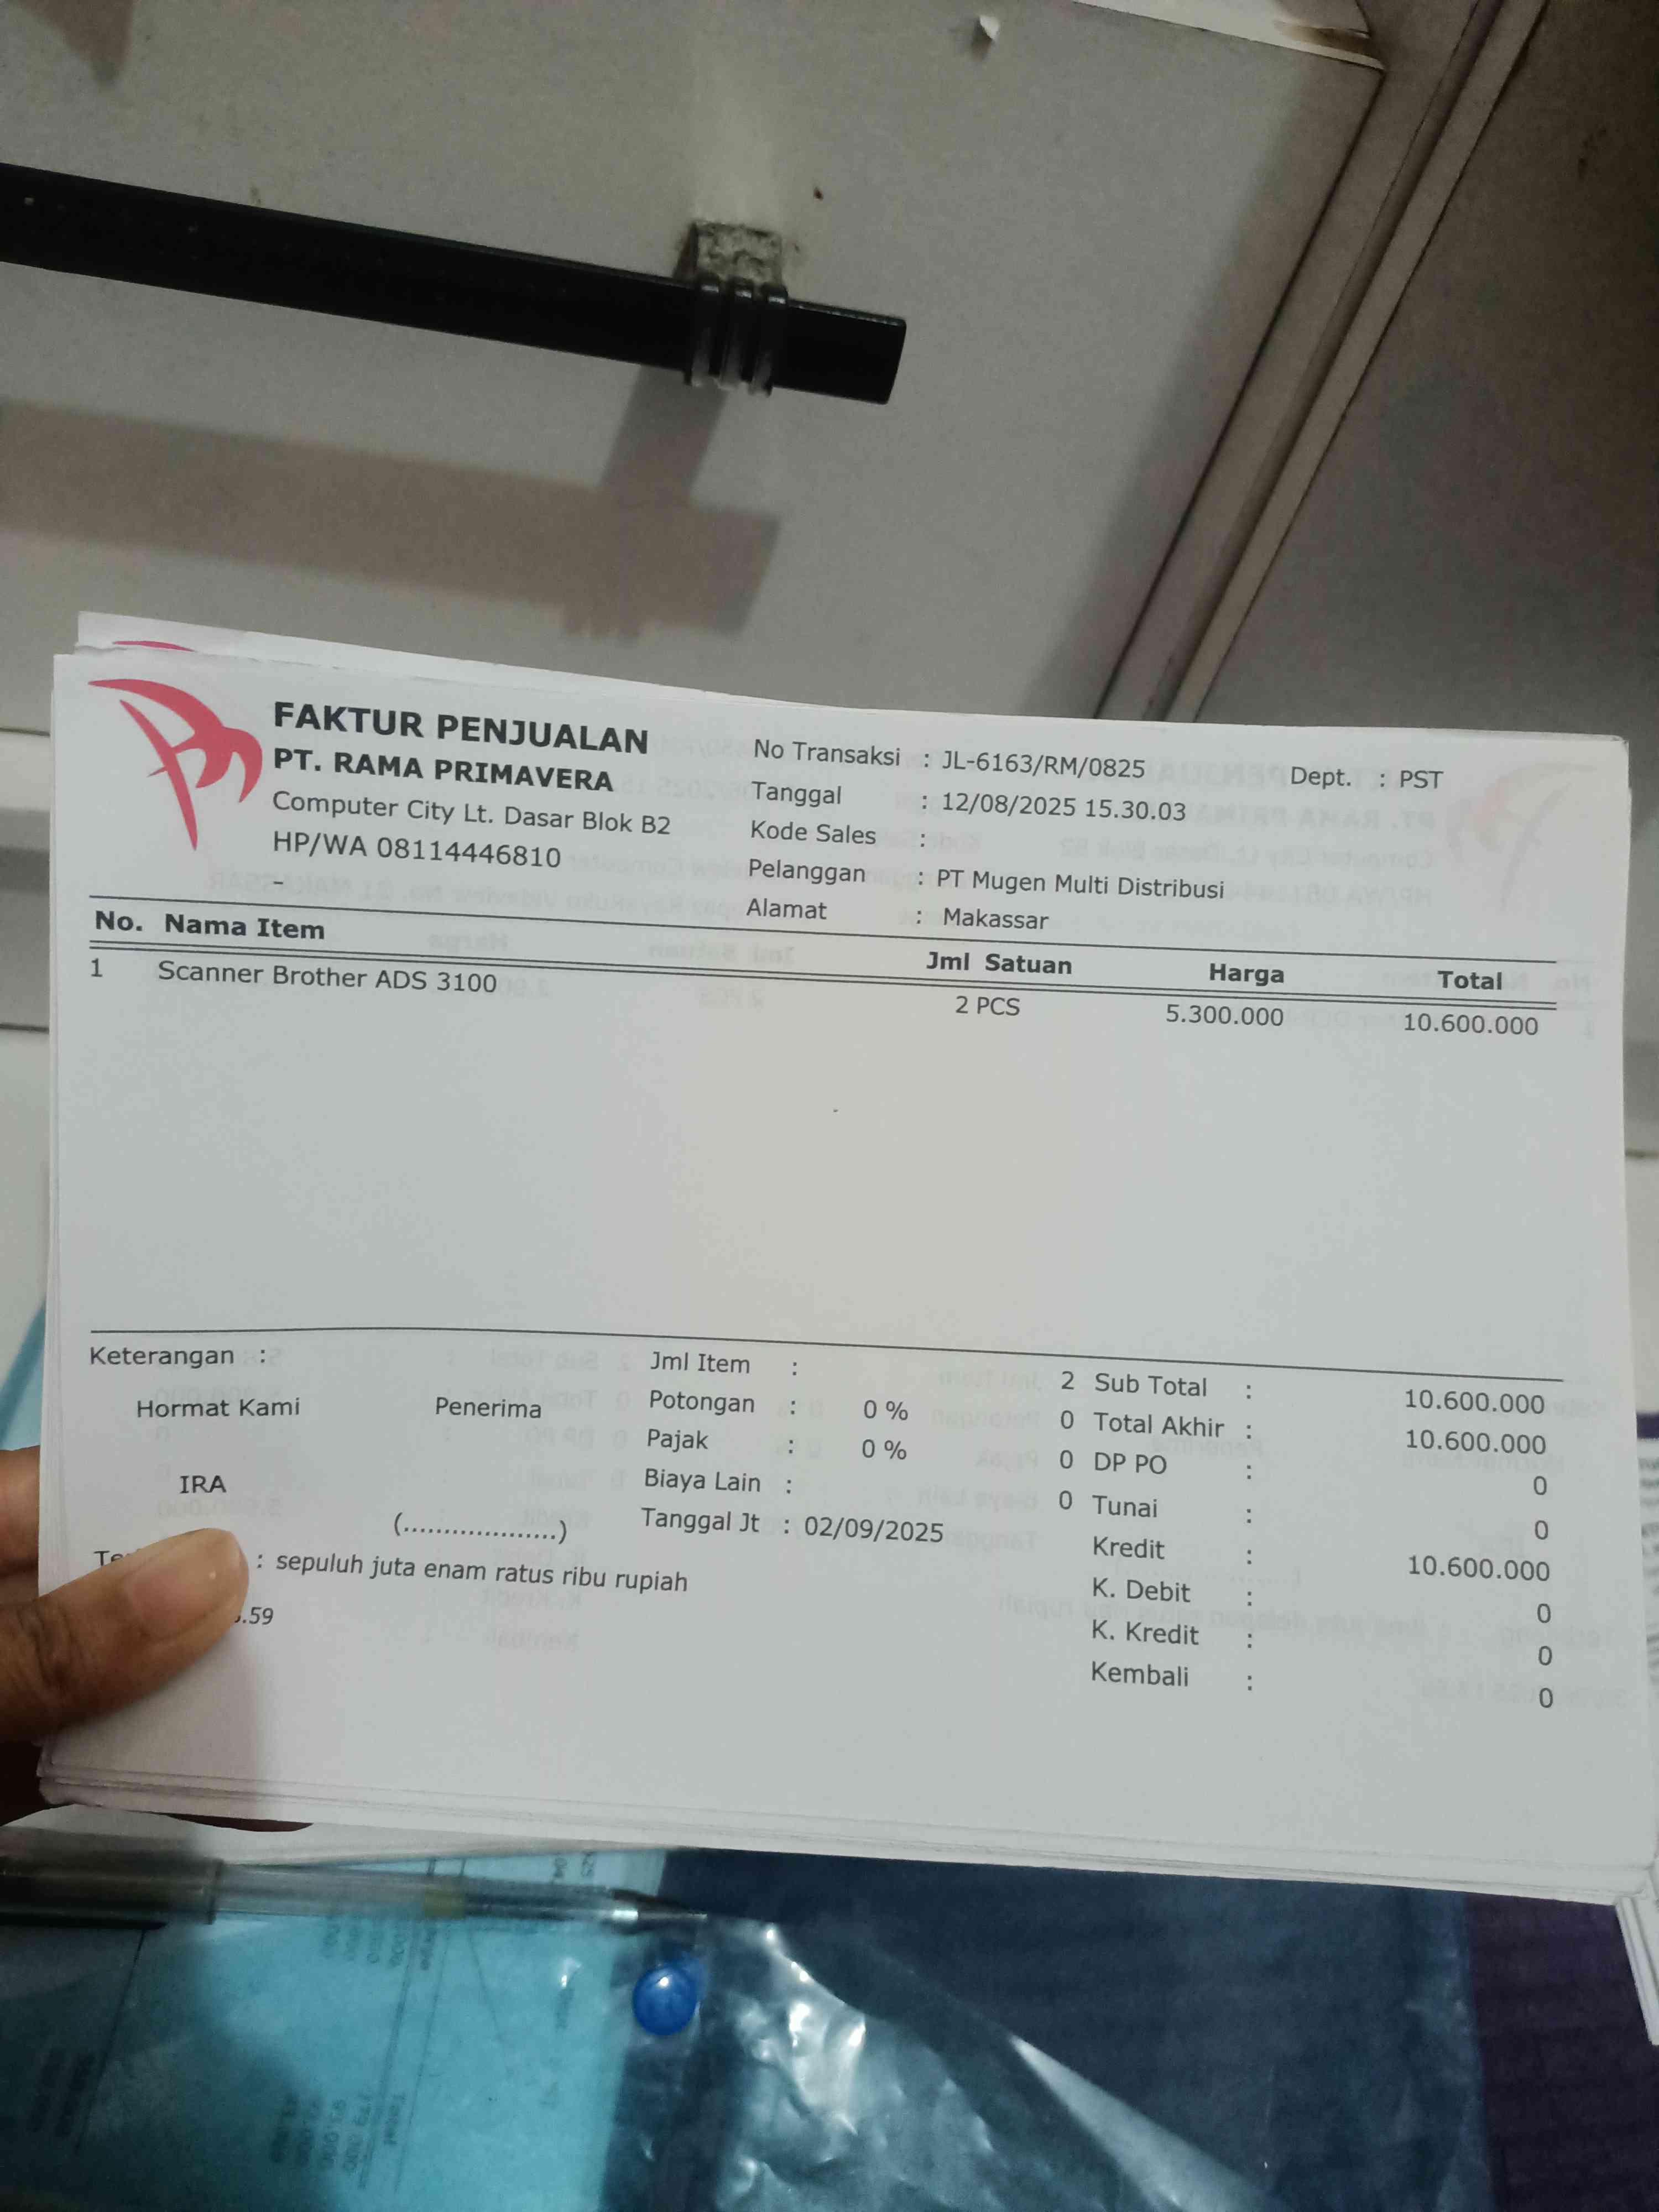 FAKTUR PENJUALAN
PT. RAMA PRIMAVERA
Computer City Lt. Dasar Blok B2
HP/WA 08114446810
-
No Transaksi : JL-6163/RM/0825 Dept. : PST
Tanggal : 12/08/2025 15.30.03
Kode Sales :
Pelanggan : PT Mugen Multi Distribusi
Alamat : Makassar
No. Nama Item Jml Satuan Harga Total
1 Scanner Brother ADS 3100 2 PCS 5.300.000 10.600.000
Keterangan :
Hormat Kami Penerima
IRA
(...................)
Jml Item : 2
Potongan : 0 % 0
Pajak : 0 % 0
Biaya Lain : 0
Tanggal Jt : 02/09/2025
Sub Total : 10.600.000
Total Akhir : 10.600.000
DP PO : 0
Tunai : 0
Kredit : 10.600.000
K. Debit : 0
K. Kredit : 0
Kembali : 0
: sepuluh juta enam ratus ribu rupiah
.59